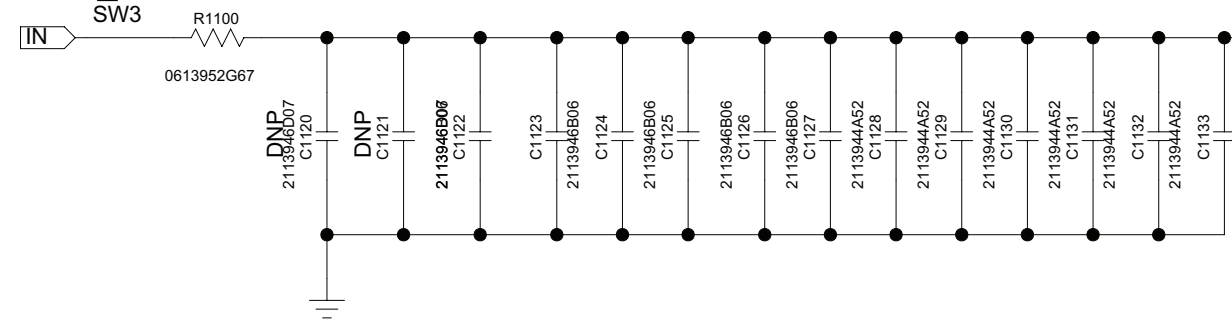 SW3
IN
R1100
0613952G67
DNP
2113946D07
C1120
DNP
C1121
C1122
C1123
2113946B06
C1124
2113946B06
C1125
2113946B06
C1126
2113946B06
C1127
2113944A52
C1128
2113944A52
C1129
2113944A52
C1130
2113944A52
C1131
2113944A52
C1132
2113944A52
C1133